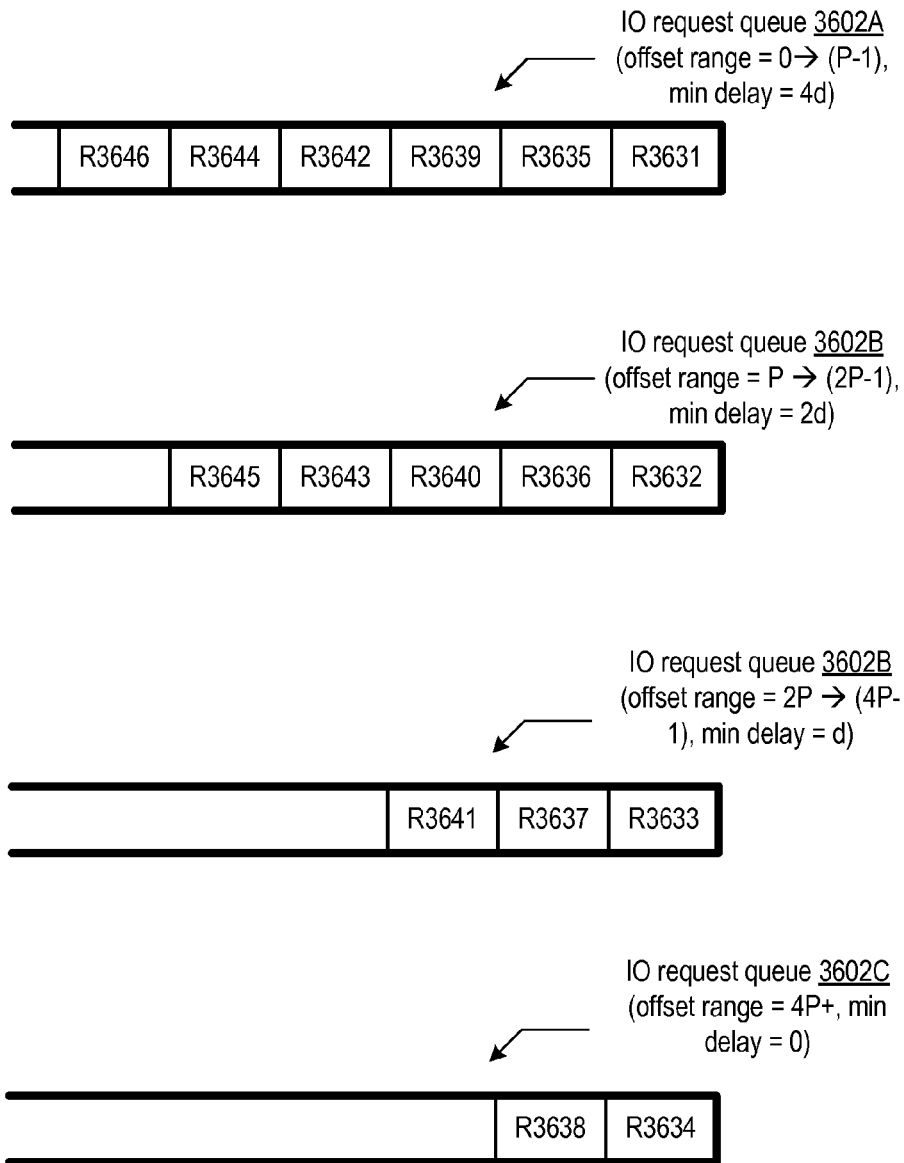 IO request queue 3602A
(offset range = 0→ (P-1),
min delay = 4d)
R3646 R3644 R3642 R3639 R3635 R3631
IO request queue 3602B
(offset range = P → (2P-1),
min delay = 2d)
R3645 R3643 R3640 R3636 R3632
IO request queue 3602B
(offset range = 2P → (4P-
1), min delay = d)
R3641 R3637 R3633
IO request queue 3602C
(offset range = 4P+, min
delay = 0)
R3638 R3634